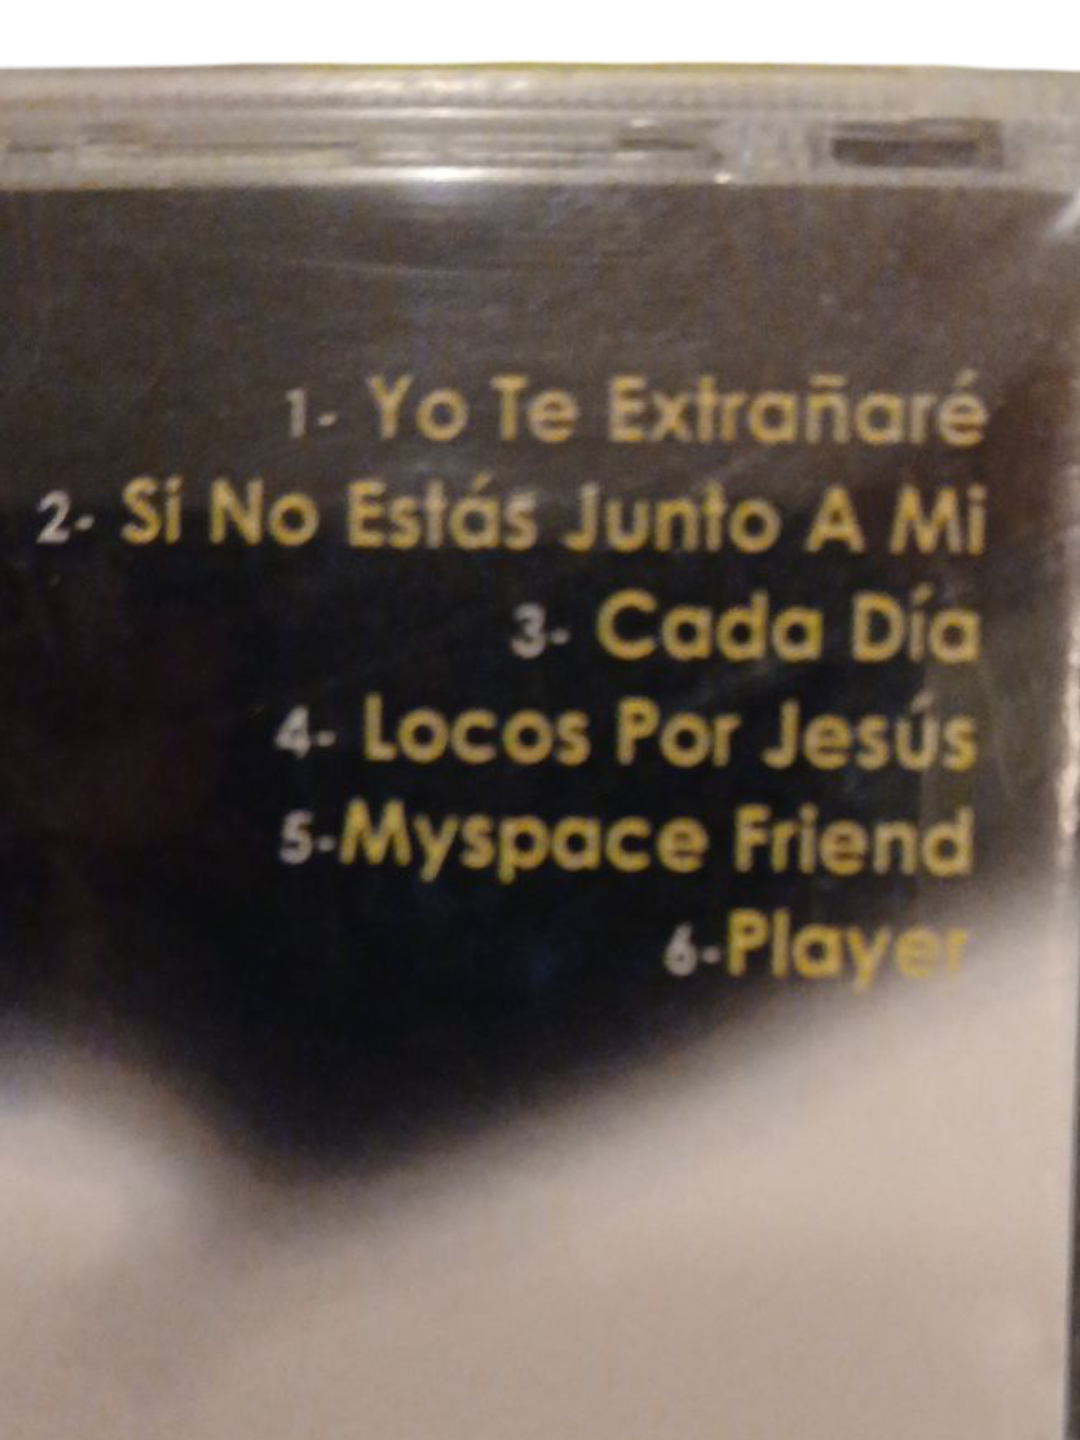 1- Yo Te Extrañaré
2- Sí No Estás Junto A Mi
3- Cada Día
4- Locos Por Jesús
5-Myspace Friend
6-Player